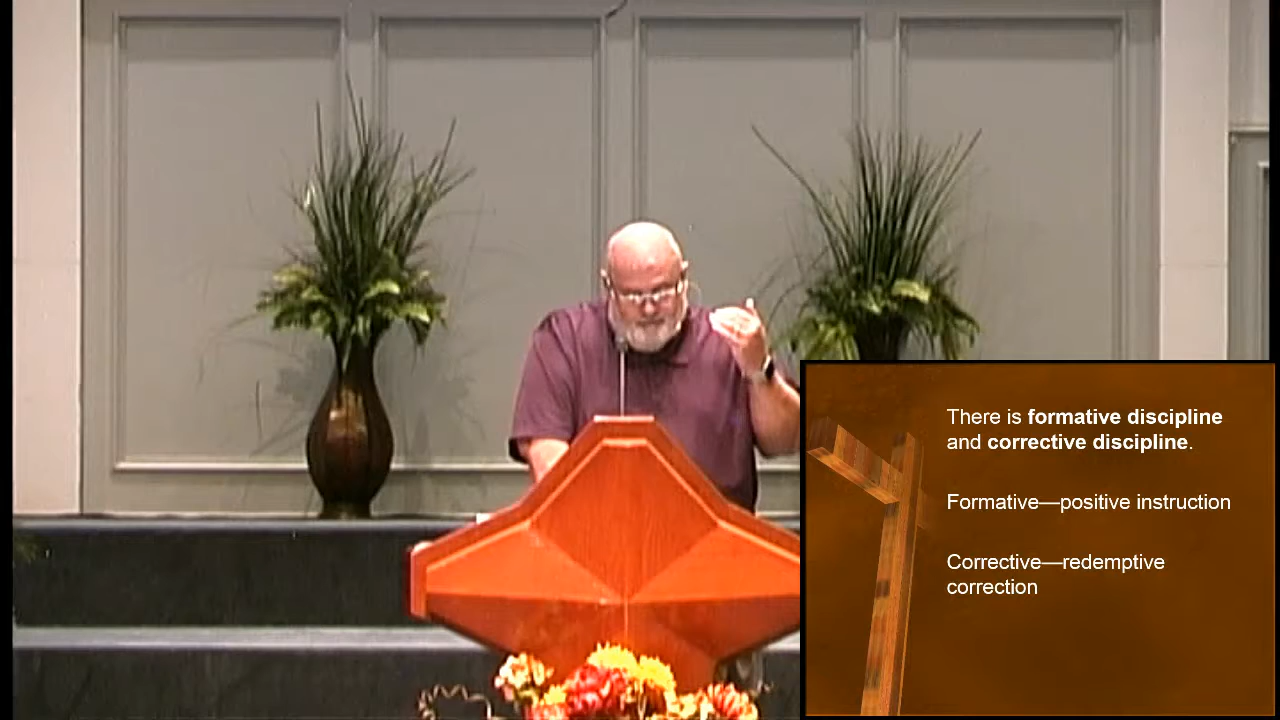 There is formative discipline
and corrective discipline.
Formative—positive instruction
Corrective—redemptive
correction